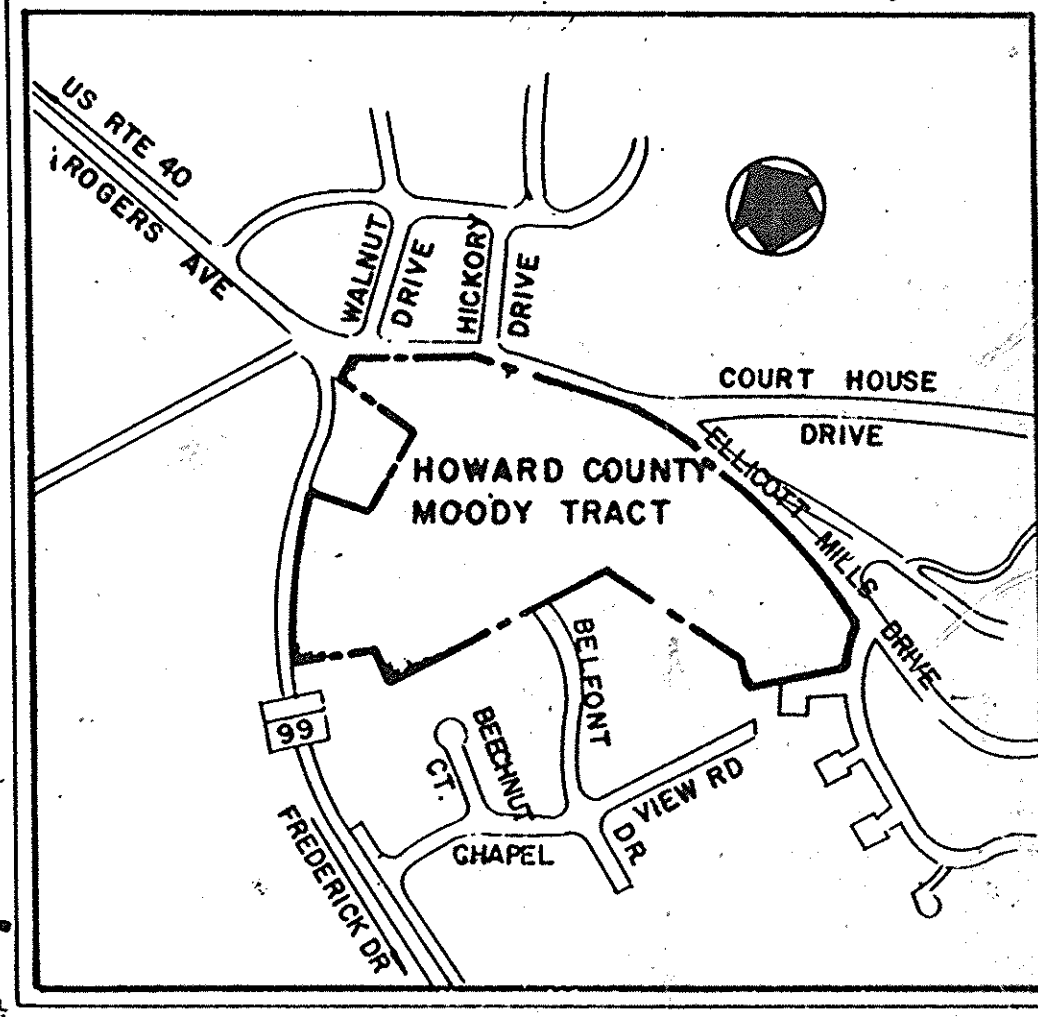 US RTE 40
ROGERS AVE
WALNUT
DRIVE
HICKORY
DRIVE
COURT HOUSE
DRIVE
ELLICOTT MILLS DRIVE
HOWARD COUNTY
MOODY TRACT
BELFONT
DR.
BEECHNUT
CT.
VIEW RD
CHAPEL
99
FREDERICK DR